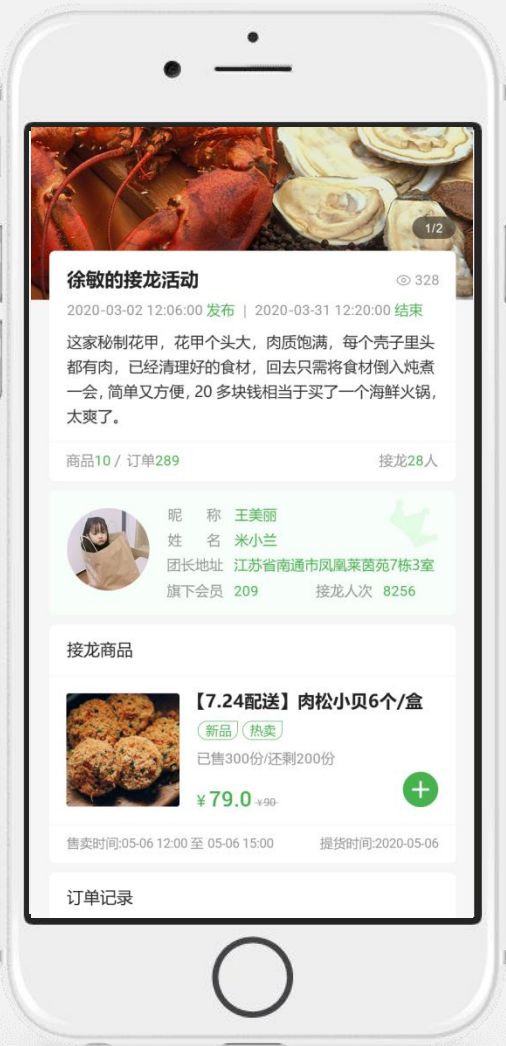 1/2
徐敏的接龙活动 328
2020-03-02 12:06:00 发布 | 2020-03-31 12:20:00 结束
这家秘制花甲，花甲个头大，肉质饱满，每个壳子里头
都有肉，已经清理好的食材，回去只需将食材倒入炖煮
一会, 简单又方便, 20 多块钱相当于买了一个海鲜火锅,
太爽了。
商品10 / 订单289 接龙28人
昵 称 王美丽
姓 名 米小兰
团长地址 江苏省南通市凤凰莱茵苑7栋3室
旗下会员 209 接龙人次 8256
接龙商品
【7.24配送】肉松小贝6个/盒
新品 热卖
已售300份/还剩200份
¥79.0 ¥90
售卖时间:05-06 12:00 至 05-06 15:00 提货时间:2020-05-06
订单记录